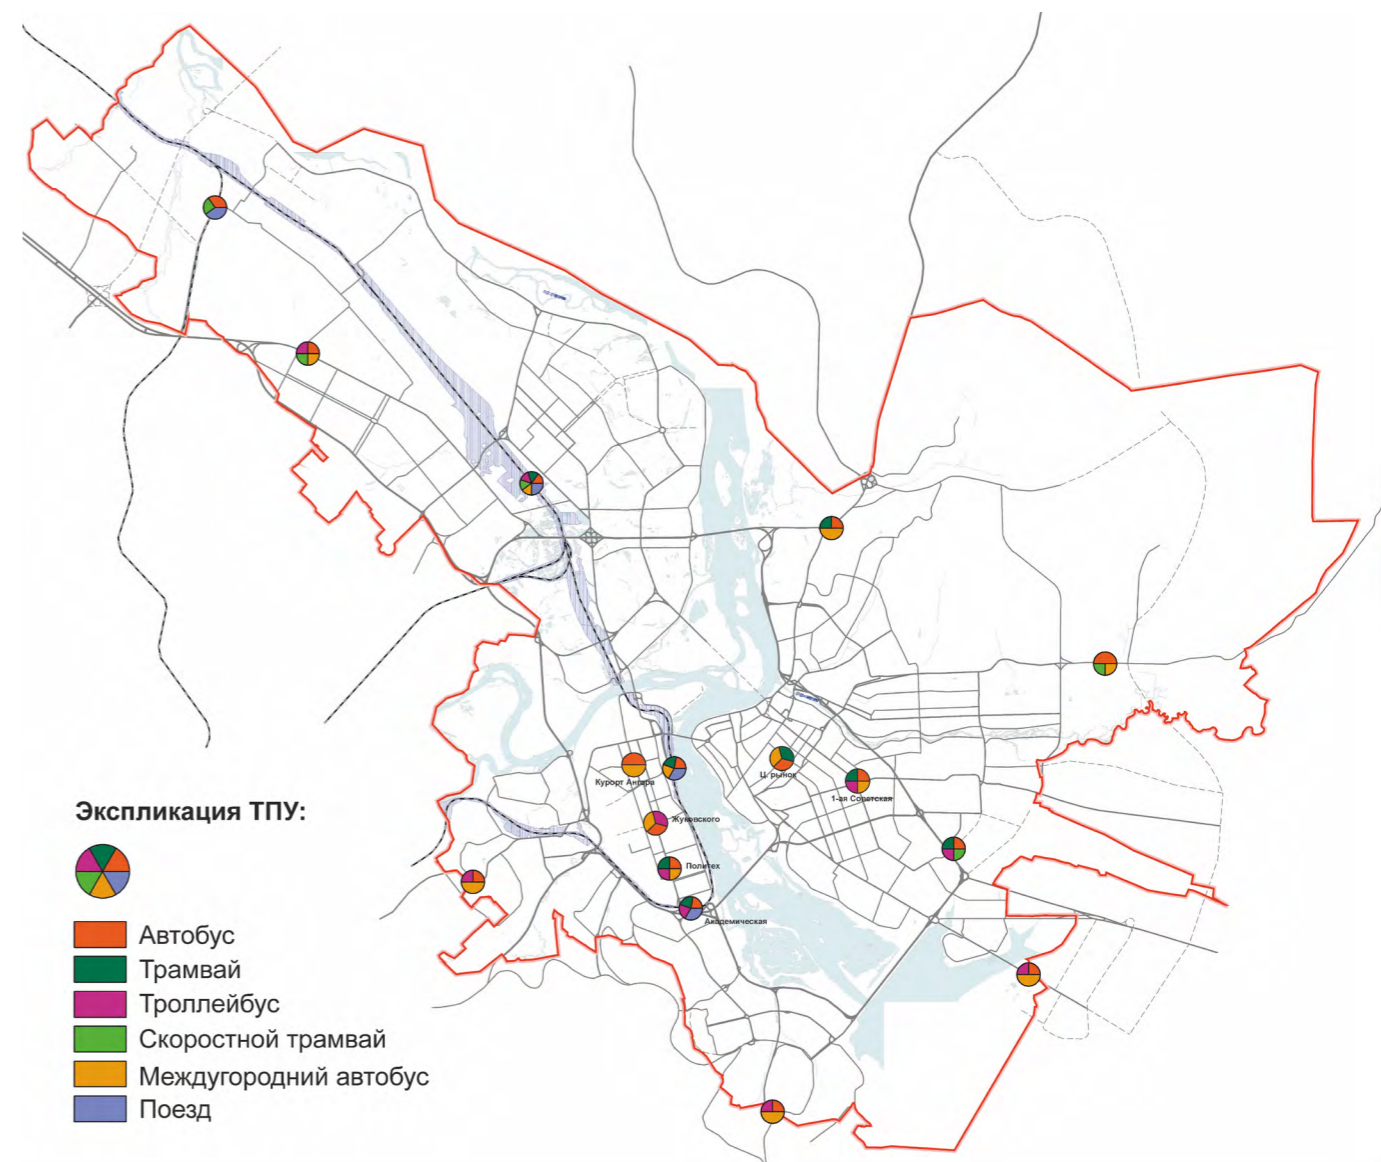 Курорт Ангара
Ц. рынок
1-ая Советская
Жуковского
Политех
Академическая
Экспликация ТПУ:
Автобус
Трамвай
Троллейбус
Скоростной трамвай
Междугородний автобус
Поезд